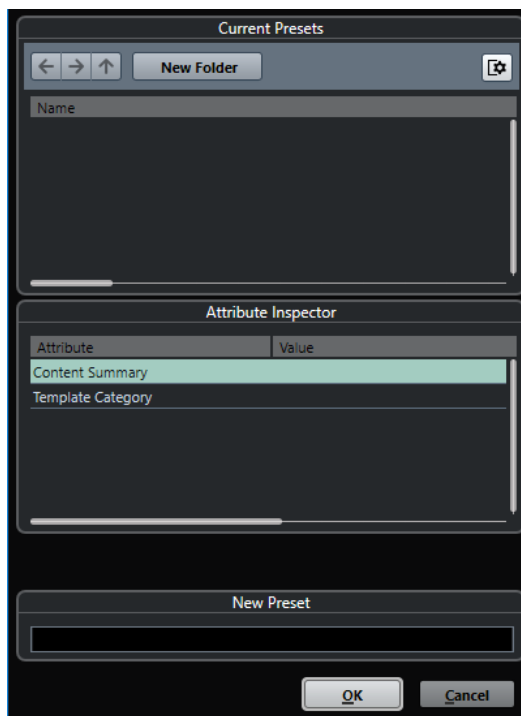 Current Presets
New Folder
Name
Attribute Inspector
Attribute Value
Content Summary
Template Category
New Preset
OK Cancel